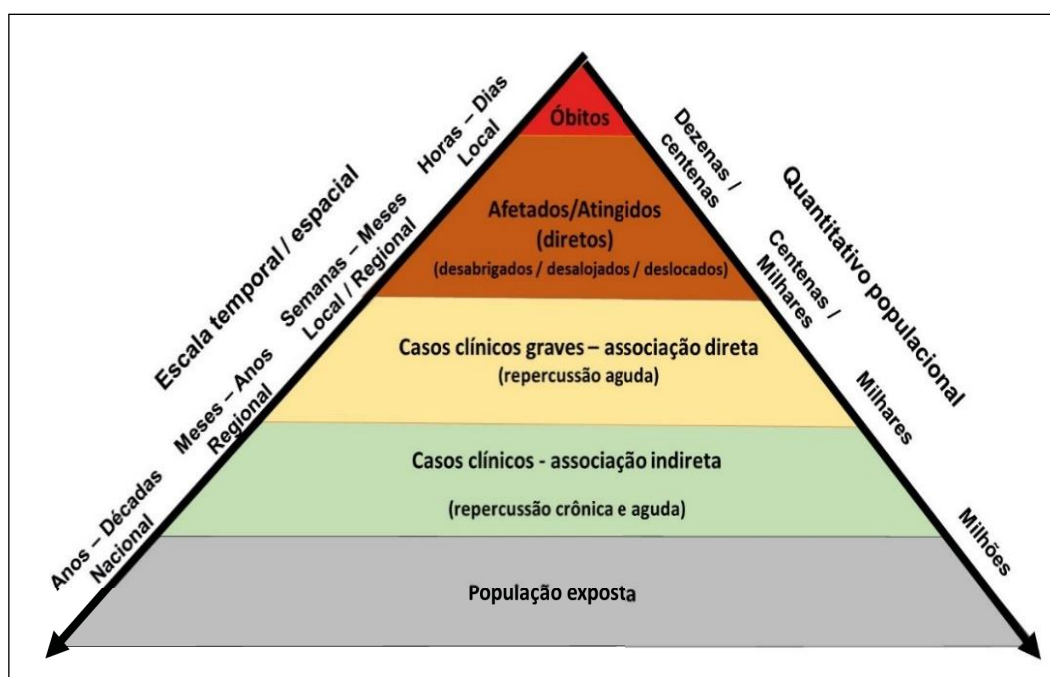 Óbitos
Afetados/Atingidos
(diretos)
(desabrigados / desalojados / deslocados)
Casos clínicos graves – associação direta
(repercussão aguda)
Casos clínicos - associação indireta
(repercussão crônica e aguda)
População exposta
Escala temporal / espacial
Horas – Dias
Local
Semanas – Meses
Local / Regional
Meses – Anos
Regional
Anos – Décadas
Nacional
Quantitativo populacional
Dezenas /
centenas
Centenas /
Milhares
Milhares
Milhões